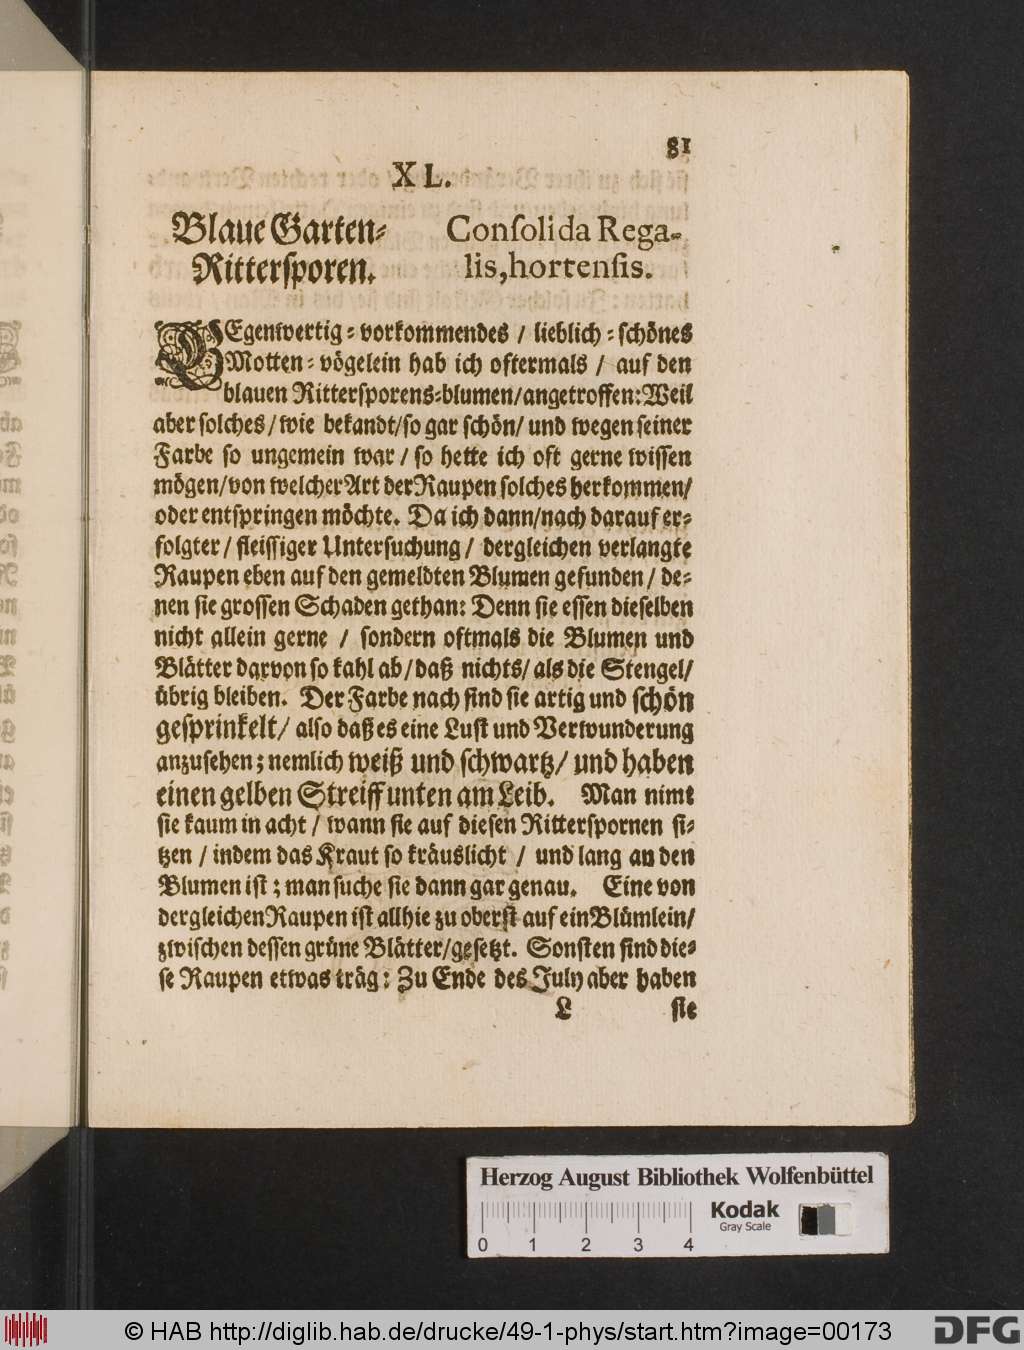 81
XL.
Blaue Garten-
Rittersporen.
Consolida Rega-
lis, hortensis.
GEgenwertig-vorkommendes / lieblich-schönes
Motten-vögelein hab ich oftermals / auf den
blauen Rittersporens-blumen/angetroffen: Weil
aber solches/wie bekandt/so gar schön/ und wegen seiner
Farbe so ungemein war / so hette ich oft gerne wissen
mögen/von welcher Art der Raupen solches herkommen/
oder entspringen möchte. Da ich dann/nach darauf er-
folgter / fleissiger Untersuchung / dergleichen verlangte
Raupen eben auf den gemeldten Blumen gefunden / de-
nen sie grossen Schaden gethan: Denn sie essen dieselben
nicht allein gerne / sondern oftmals die Blumen und
Blätter darvon so kahl ab/daß nichts/als die Stengel/
übrig bleiben. Der Farbe nach sind sie artig und schön
gesprinkelt/ also daß es eine Lust und Verwunderung
anzusehen; nemlich weiß und schwartz/ und haben
einen gelben Streiff unten am Leib. Man nimt
sie kaum in acht / wann sie auf diesen Ritterspornen si-
tzen / indem das Kraut so kräuslicht / und lang an den
Blumen ist; man suche sie dann gar genau. Eine von
dergleichen Raupen ist allhie zu oberst auf ein Blümlein/
zwischen dessen grüne Blätter/gesetzt. Sonsten sind die-
se Raupen etwas träg: Zu Ende des July aber haben
L sie
Herzog August Bibliothek Wolfenbüttel
Kodak
Gray Scale
0 1 2 3 4
© HAB http://diglib.hab.de/drucke/49-1-phys/start.htm?image=00173
DFG